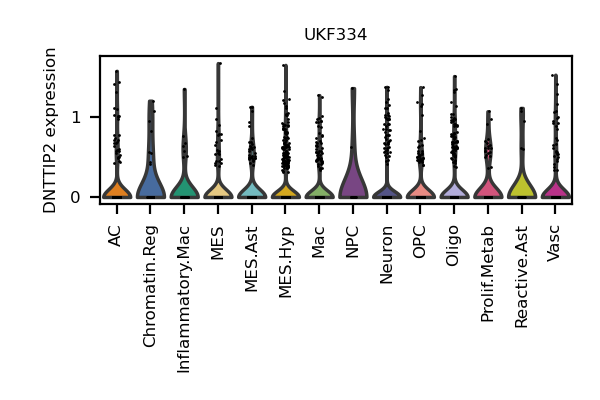 UKF334
DNTTIP2 expression
1
0
AC
Chromatin.Reg
Inflammatory.Mac
MES
MES.Ast
MES.Hyp
Mac
NPC
Neuron
OPC
Oligo
Prolif.Metab
Reactive.Ast
Vasc